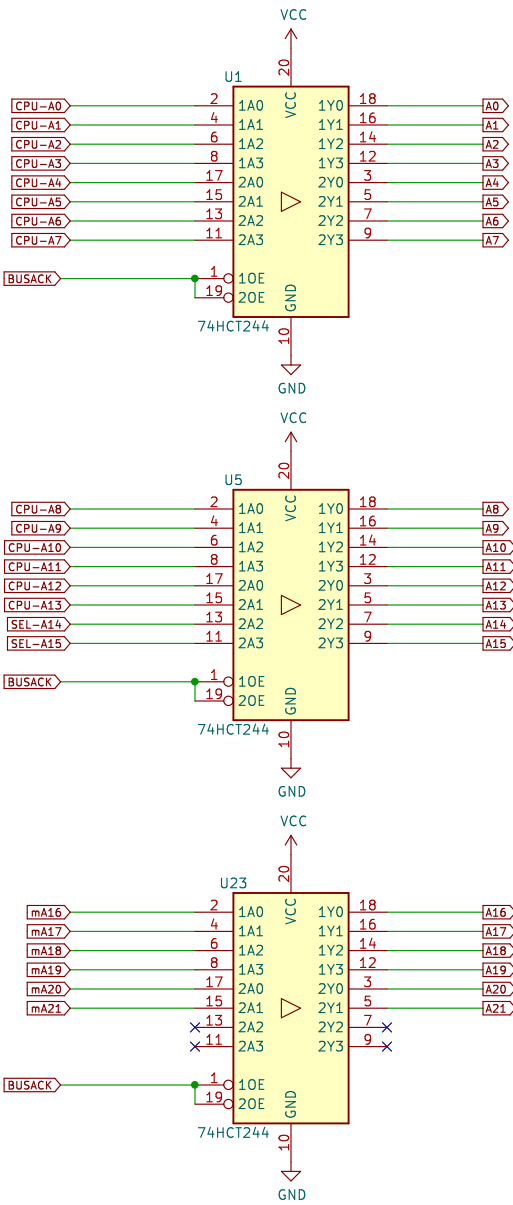 VCC
20
U1
CPU-A0 2 1A0 VCC 1Y0 18 A0
CPU-A1 4 1A1 1Y1 16 A1
CPU-A2 6 1A2 1Y2 14 A2
CPU-A3 8 1A3 1Y3 12 A3
CPU-A4 17 2A0 2Y0 3 A4
CPU-A5 15 2A1 2Y1 5 A5
CPU-A6 13 2A2 2Y2 7 A6
CPU-A7 11 2A3 2Y3 9 A7
BUSACK 1 1OE
19 2OE GND
74HCT244
10
GND
VCC
20
U5
CPU-A8 2 1A0 VCC 1Y0 18 A8
CPU-A9 4 1A1 1Y1 16 A9
CPU-A10 6 1A2 1Y2 14 A10
CPU-A11 8 1A3 1Y3 12 A11
CPU-A12 17 2A0 2Y0 3 A12
CPU-A13 15 2A1 2Y1 5 A13
SEL-A14 13 2A2 2Y2 7 A14
SEL-A15 11 2A3 2Y3 9 A15
BUSACK 1 1OE
19 2OE GND
74HCT244
10
GND
VCC
20
U23
mA16 2 1A0 VCC 1Y0 18 A16
mA17 4 1A1 1Y1 16 A17
mA18 6 1A2 1Y2 14 A18
mA19 8 1A3 1Y3 12 A19
mA20 17 2A0 2Y0 3 A20
mA21 15 2A1 2Y1 5 A21
13 2A2 2Y2 7
11 2A3 2Y3 9
BUSACK 1 1OE
19 2OE GND
74HCT244
10
GND